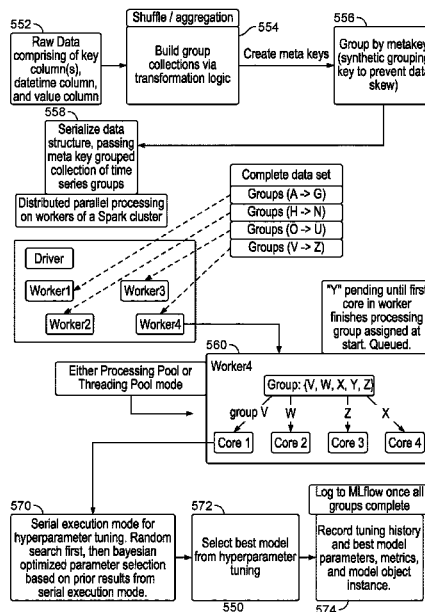 552
Raw Data
comprising of key
column(s),
datetime column,
and value column
Shuffle / aggregation
554
Build group
collections via
transformation logic
Create meta keys
556
Group by metakey
(synthetic grouping
key to prevent data
skew)
558
Serialize data
structure, passing
meta key grouped
collection of time
series groups
Distributed parallel processing
on workers of a Spark cluster
Complete data set
Groups (A -> G)
Groups (H -> N)
Groups (O -> U)
Groups (V -> Z)
Driver
Worker1
Worker3
Worker2
Worker4
"Y" pending until first
core in worker
finishes processing
group assigned at
start. Queued.
Either Processing Pool or
Threading Pool mode
560
Worker4
Group: {V, W, X, Y, Z}
group V
W
Z
X
Core 1
Core 2
Core 3
Core 4
570
Serial execution mode for
hyperparameter tuning. Random
search first, then bayesian
optimized parameter selection
based on prior results from
serial execution mode.
572
Select best model
from hyperparameter
tuning
550
Log to MLflow once all
groups complete
Record tuning history
and best model
parameters, metrics,
and model object
instance.
574